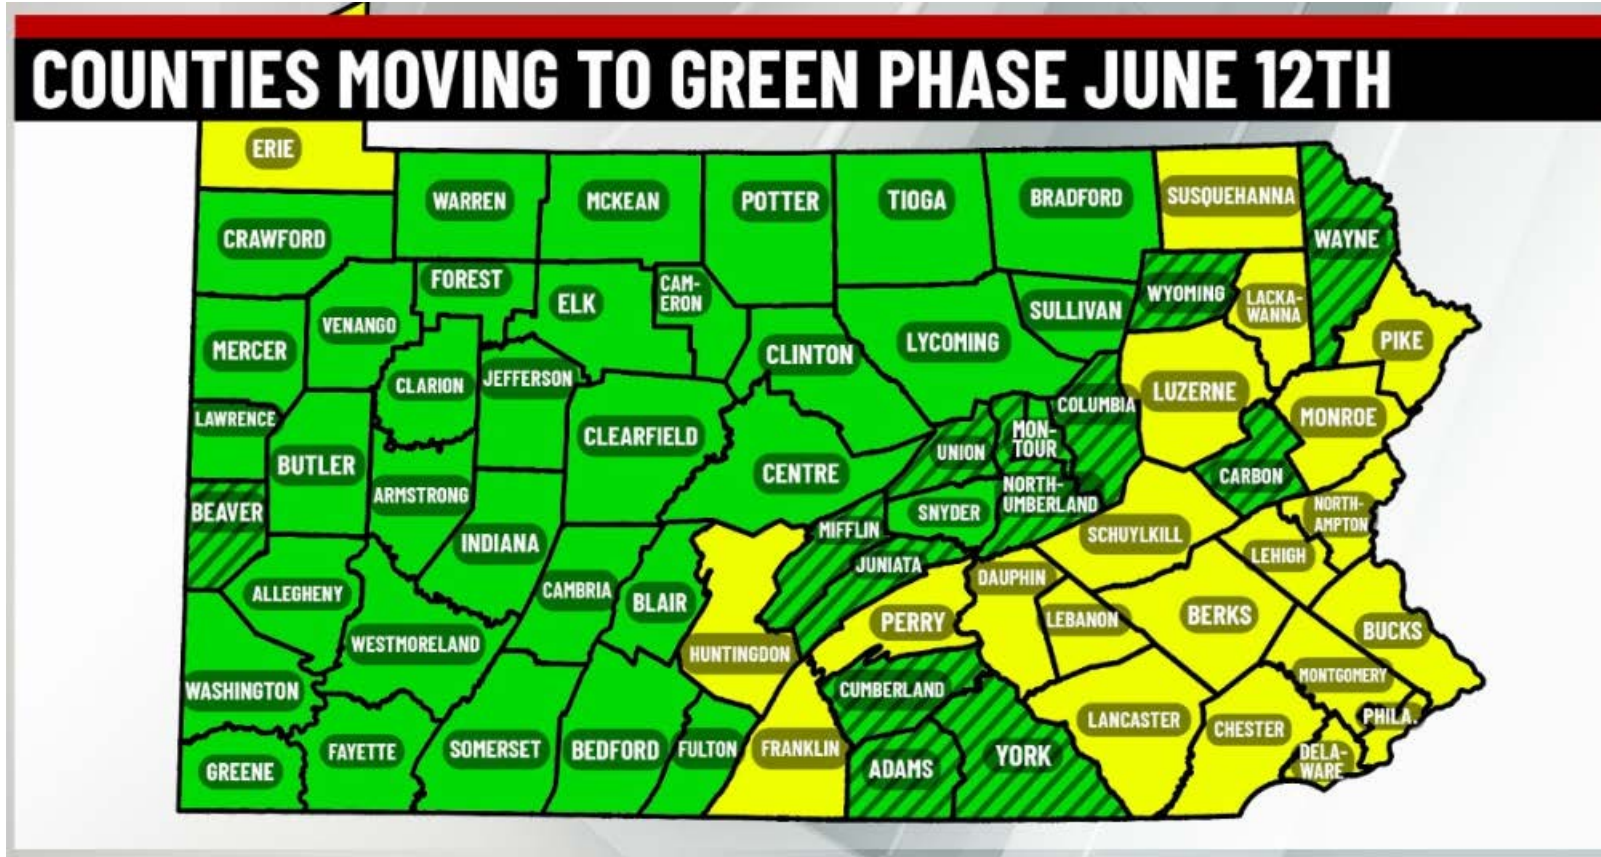 COUNTIES MOVING TO GREEN PHASE JUNE 12TH
ERIE
WARREN
MCKEAN
POTTER
TIOGA
BRADFORD
SUSQUEHANNA
WAYNE
CRAWFORD
FOREST
ELK
CAM-
ERON
SULLIVAN
WYOMING
LACKA-
WANNA
PIKE
VENANGO
MERCER
CLARION
JEFFERSON
CLINTON
LYCOMING
COLUMBIA
LUZERNE
MONROE
LAWRENCE
BUTLER
CLEARFIELD
CENTRE
UNION
MON-
TOUR
CARBON
BEAVER
ARMSTRONG
INDIANA
MIFFLIN
SNYDER
NORTH-
UMBERLAND
SCHUYLKILL
NORTH-
AMPTON
LEHIGH
ALLEGHENY
CAMBRIA
BLAIR
JUNIATA
DAUPHIN
LEBANON
BERKS
BUCKS
WESTMORELAND
HUNTINGDON
PERRY
MONTGOMERY
WASHINGTON
CUMBERLAND
LANCASTER
CHESTER
PHILA.
GREENE
FAYETTE
SOMERSET
BEDFORD
FULTON
FRANKLIN
ADAMS
YORK
DELA-
WARE